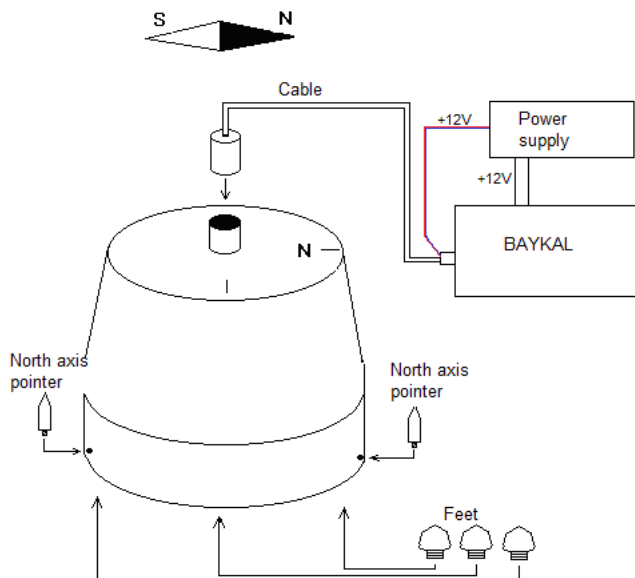 S N
Cable
+12V
Power
supply
+12V
BAYKAL
N
North axis
pointer
North axis
pointer
Feet